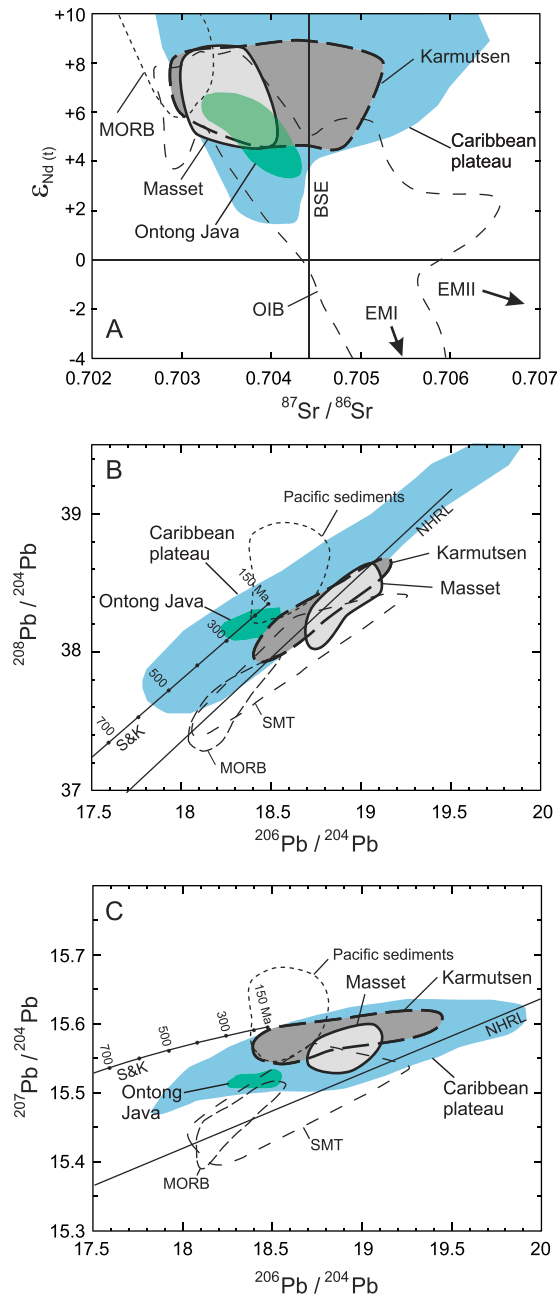 +10
+8
+6
+4
+2
0
-2
-4
εNd (t)
MORB
Masset
Ontong Java
Karmutsen
Caribbean
plateau
BSE
OIB
EMI
EMII
A
0.702
0.703
0.704
0.705
0.706
0.707
87Sr / 86Sr
B
39
38
37
208Pb / 204Pb
Pacific sediments
Caribbean
plateau
NHRL
Karmutsen
Masset
Ontong Java
150 Ma
300
500
700
S&K
SMT
MORB
17.5
18
18.5
19
19.5
20
206Pb / 204Pb
C
15.7
15.6
15.5
15.4
15.3
207Pb / 204Pb
Pacific sediments
Masset
Karmutsen
150 Ma
300
500
700
S&K
NHRL
Ontong
Java
Caribbean
plateau
SMT
MORB
17.5
18
18.5
19
19.5
20
206Pb / 204Pb